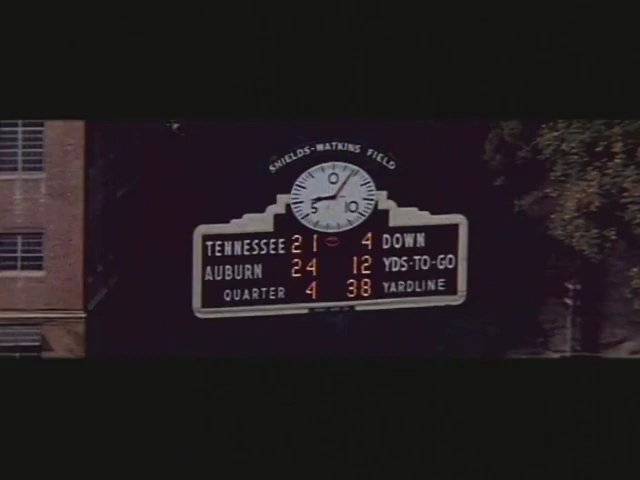 SHIELDS-WATKINS FIELD
0
5 10
TENNESSEE 21 4 DOWN
AUBURN 24 12 YDS-TO-GO
QUARTER 4 38 YARDLINE